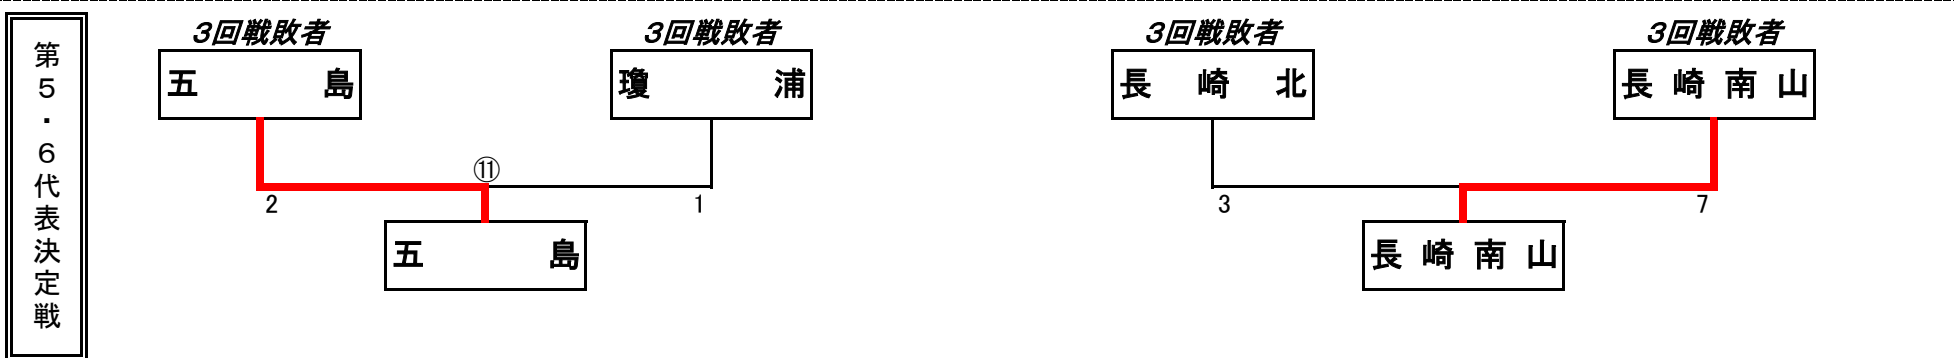 第5・6代表決定戦
3回戦敗者 3回戦敗者 3回戦敗者 3回戦敗者
五島 瓊浦 長崎北 長崎南山
⑪
2 1 3 7
五島 長崎南山